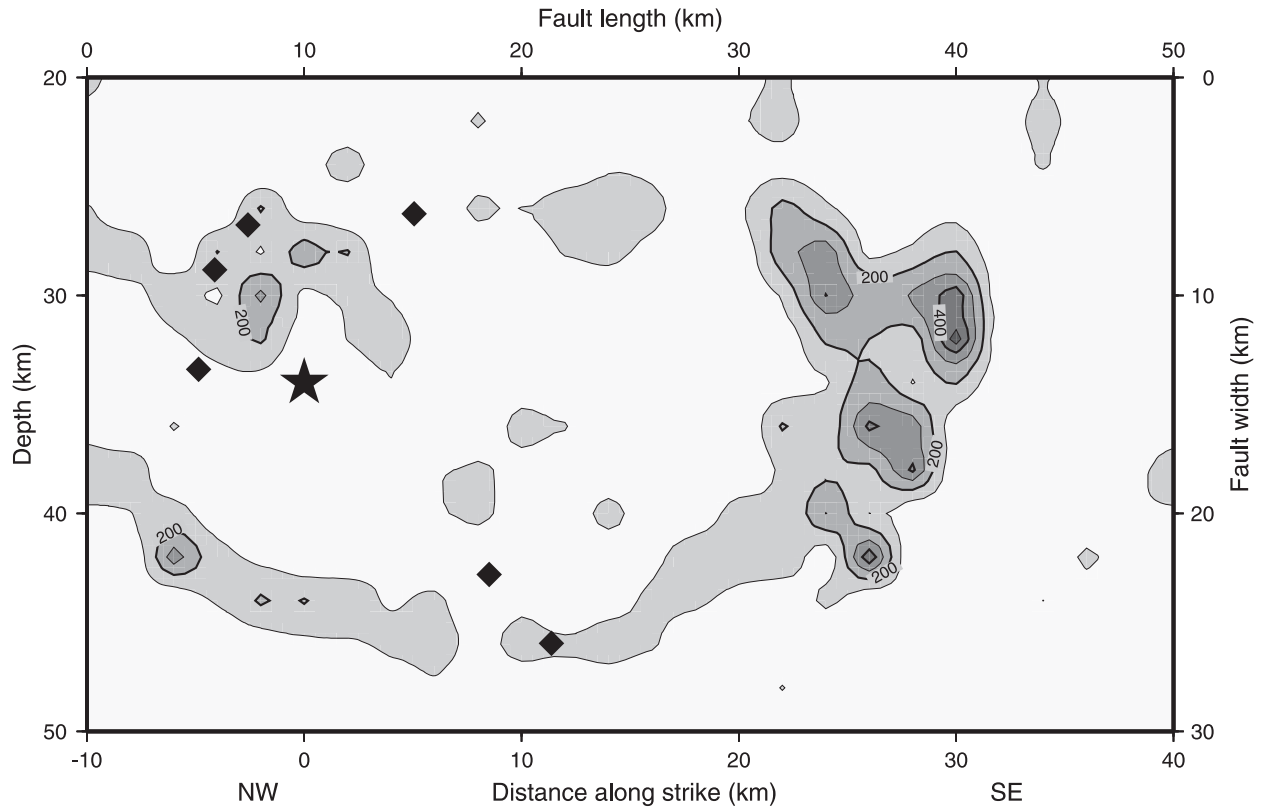 Fault length (km)
0 10 20 30 40 50
20 0
30 10
40 20
50 30
Depth (km)
Fault width (km)
200
200
400
200
200
200
-10 0 10 20 30 40
NW Distance along strike (km) SE